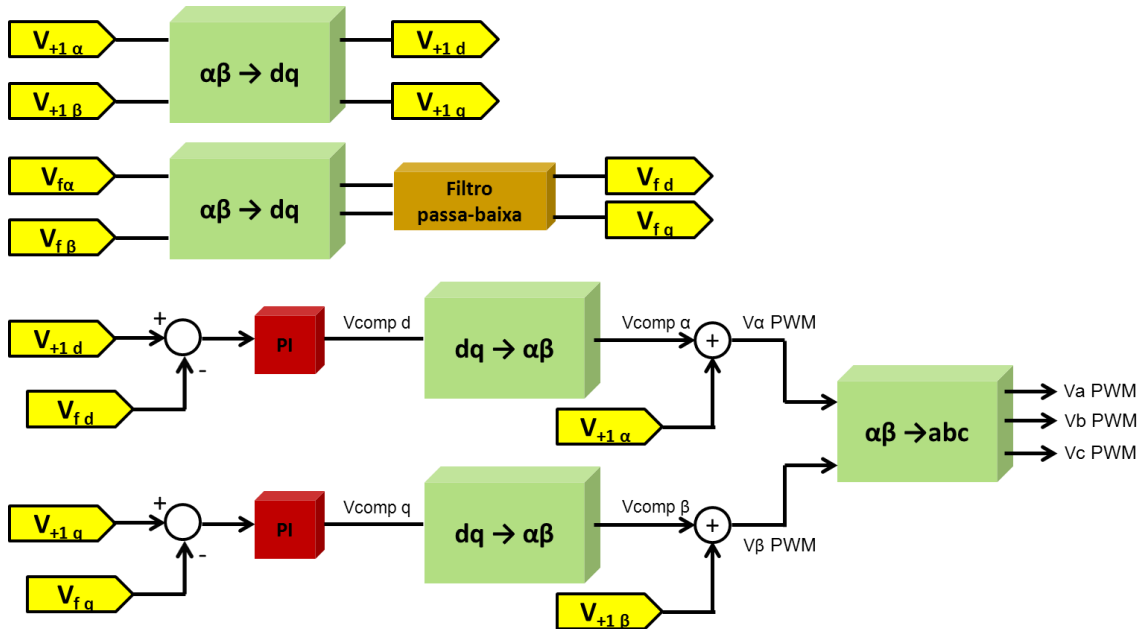 V+1 α
αβ → dq
V+1 d
V+1 β
V+1 q
Vfα
αβ → dq
Filtro
passa-baixa
Vf d
Vf β
Vf q
V+1 d
+
-
Vf d
PI
Vcomp d
dq → αβ
Vcomp α
+
Vα PWM
V+1 α
αβ →abc
Va PWM
Vb PWM
Vc PWM
V+1 q
+
-
Vf q
PI
Vcomp q
dq → αβ
Vcomp β
+
Vβ PWM
V+1 β